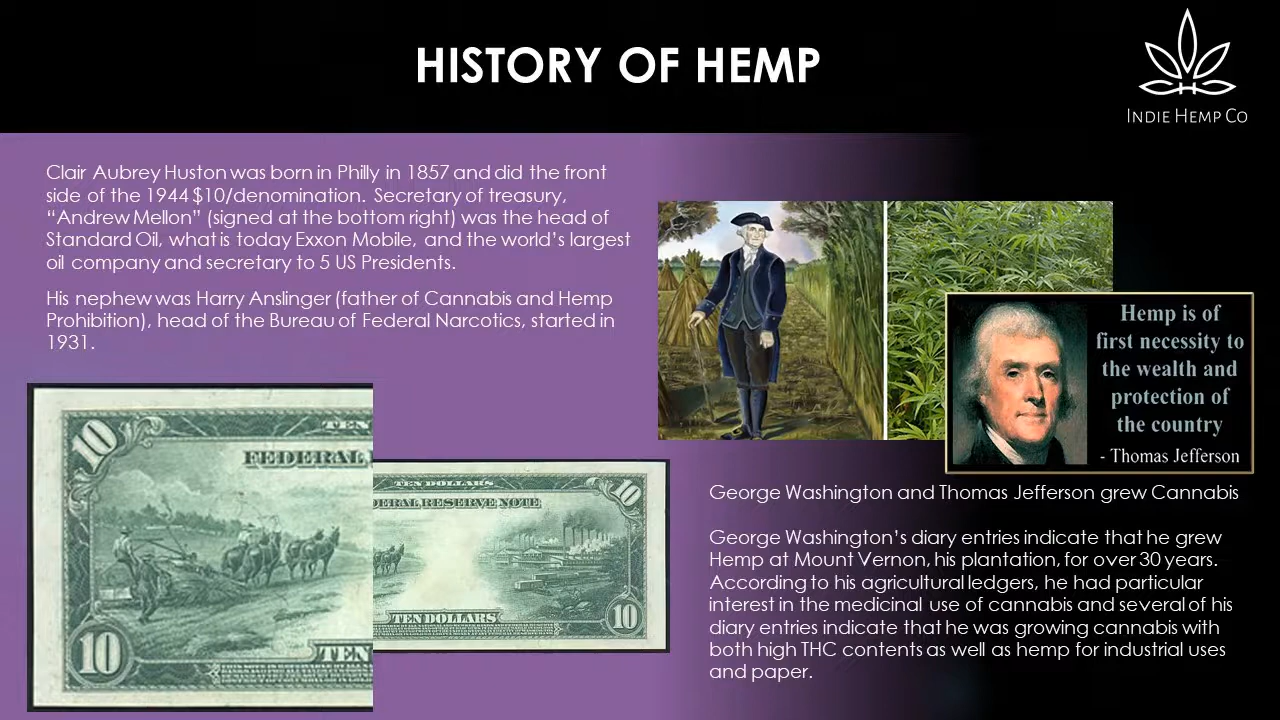 HISTORY OF HEMP
INDIE HEMP CO
Clair Aubrey Huston was born in Philly in 1857 and did the front
side of the 1944 $10/denomination. Secretary of treasury,
“Andrew Mellon” (signed at the bottom right) was the head of
Standard Oil, what is today Exxon Mobile, and the world’s largest
oil company and secretary to 5 US Presidents.
His nephew was Harry Anslinger (father of Cannabis and Hemp
Prohibition), head of the Bureau of Federal Narcotics, started in
1931.
10
TEN
FEDERAL
10
TEN
TEN DOLLARS
ERAL RESERVE NOTE
10
TEN DOLLARS
10
Hemp is of
first necessity to
the wealth and
protection of
the country
- Thomas Jefferson
George Washington and Thomas Jefferson grew Cannabis
George Washington’s diary entries indicate that he grew
Hemp at Mount Vernon, his plantation, for over 30 years.
According to his agricultural ledgers, he had particular
interest in the medicinal use of cannabis and several of his
diary entries indicate that he was growing cannabis with
both high THC contents as well as hemp for industrial uses
and paper.